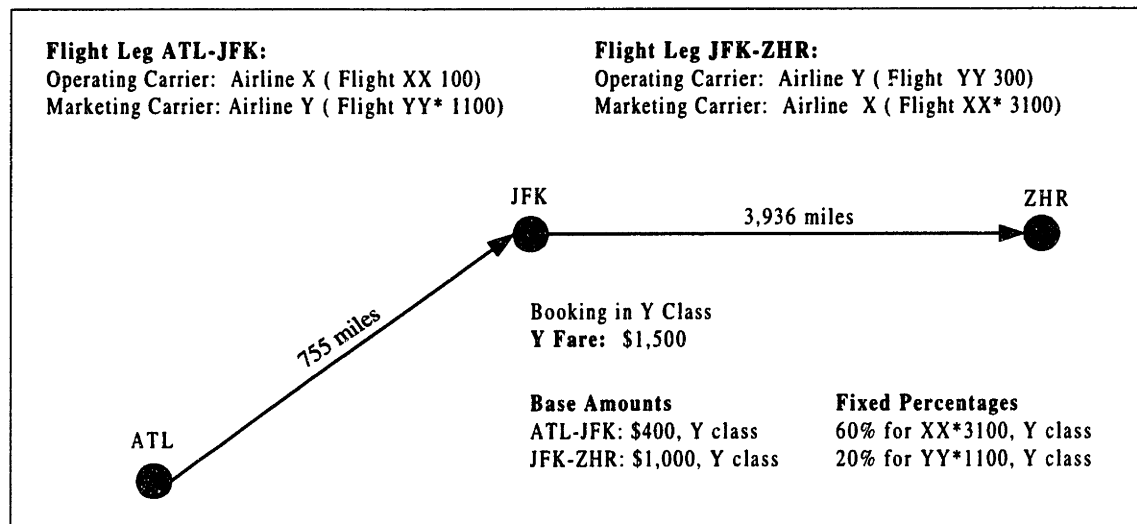 Flight Leg ATL-JFK:
Operating Carrier: Airline X ( Flight XX 100)
Marketing Carrier: Airline Y ( Flight YY* 1100)
Flight Leg JFK-ZHR:
Operating Carrier: Airline Y ( Flight YY 300)
Marketing Carrier: Airline X ( Flight XX* 3100)
JFK
ZHR
3,936 miles
755 miles
Booking in Y Class
Y Fare: $1,500
ATL
Base Amounts
ATL-JFK: $400, Y class
JFK-ZHR: $1,000, Y class
Fixed Percentages
60% for XX*3100, Y class
20% for YY*1100, Y class